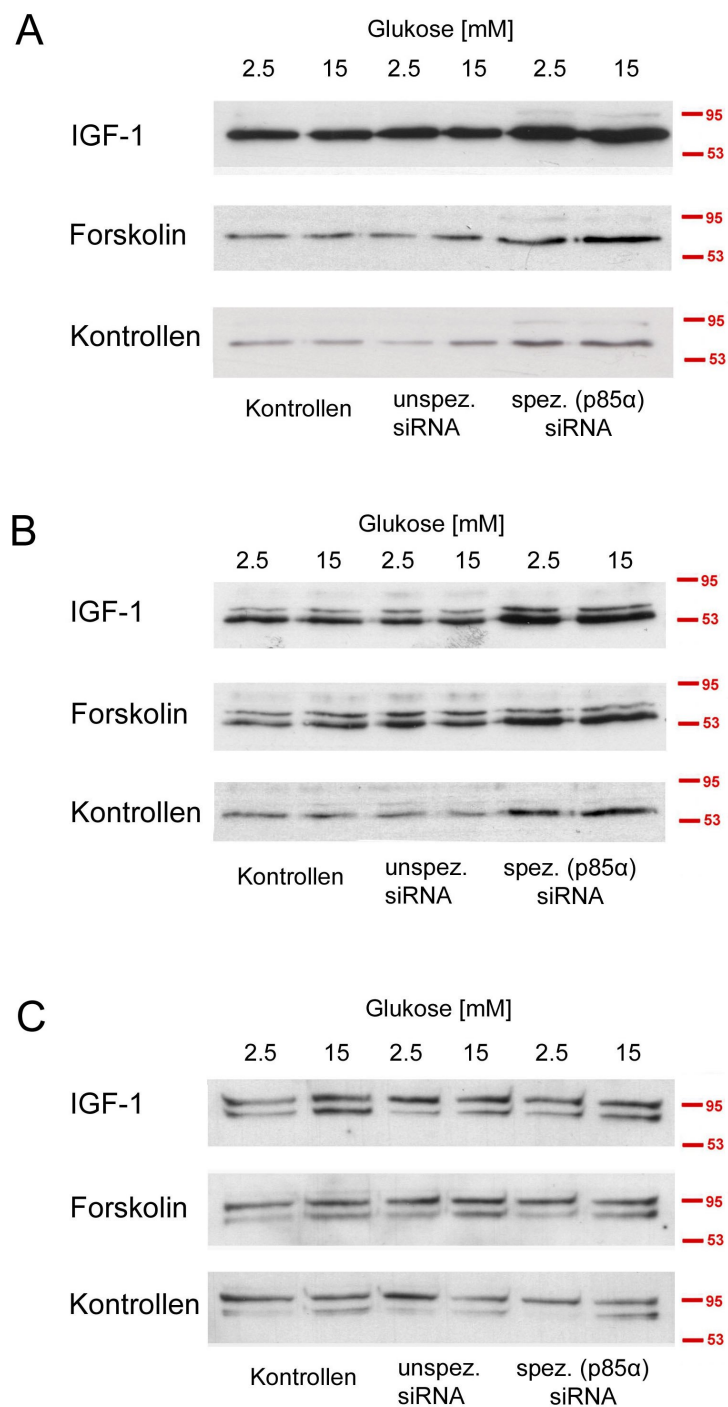 A
Glukose [mM]
2.5 15 2.5 15 2.5 15
IGF-1
95
53
Forskolin
95
53
Kontrollen
95
53
Kontrollen
unspez.
siRNA
spez. (p85α)
siRNA
B
Glukose [mM]
2.5 15 2.5 15 2.5 15
IGF-1
95
53
Forskolin
95
53
Kontrollen
95
53
Kontrollen
unspez.
siRNA
spez. (p85α)
siRNA
C
Glukose [mM]
2.5 15 2.5 15 2.5 15
IGF-1
95
53
Forskolin
95
53
Kontrollen
95
53
Kontrollen
unspez.
siRNA
spez. (p85α)
siRNA